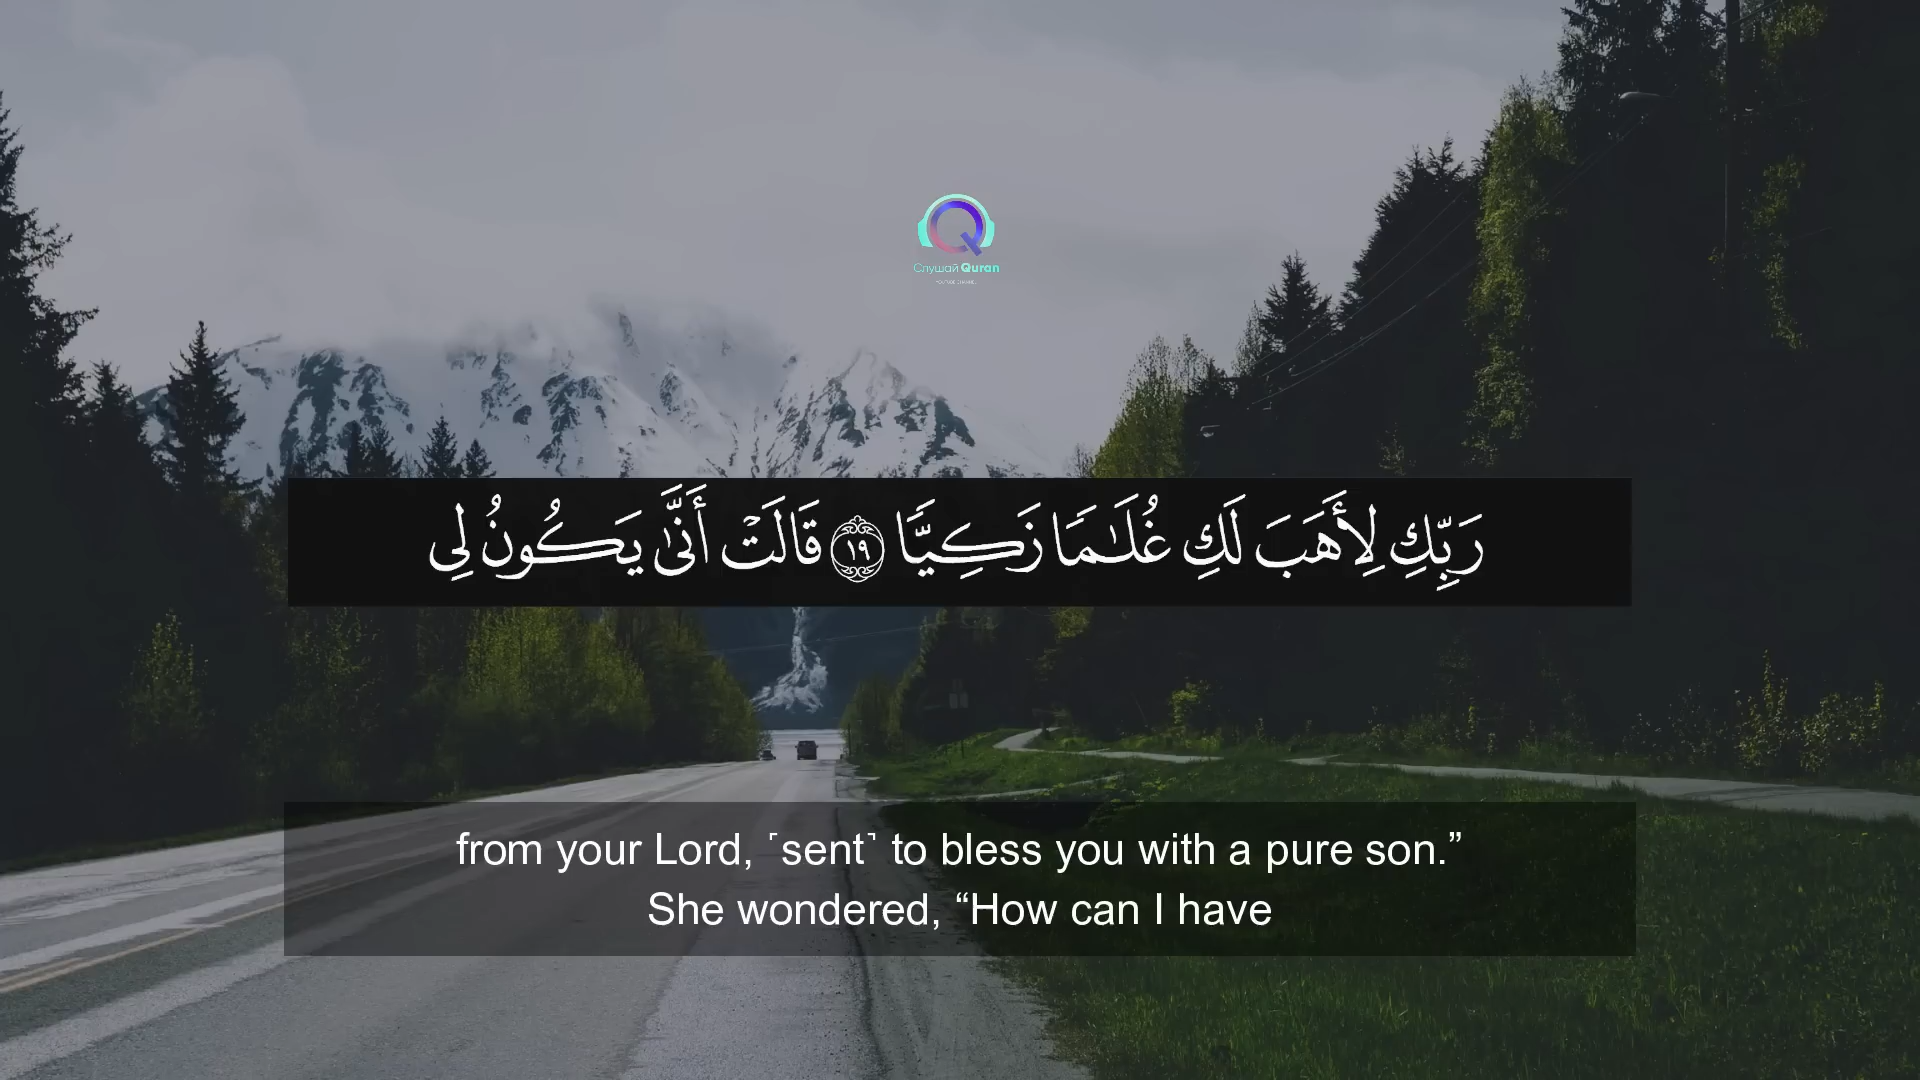 Слушай Quran
رَبِّكِ لِأَهَبَ لَكِ غُلَـٰمًا زَكِيًّا ١٩ قَالَتْ أَنَّىٰ يَكُونُ لِى
from your Lord, ˹sent˺ to bless you with a pure son.”
She wondered, “How can I have